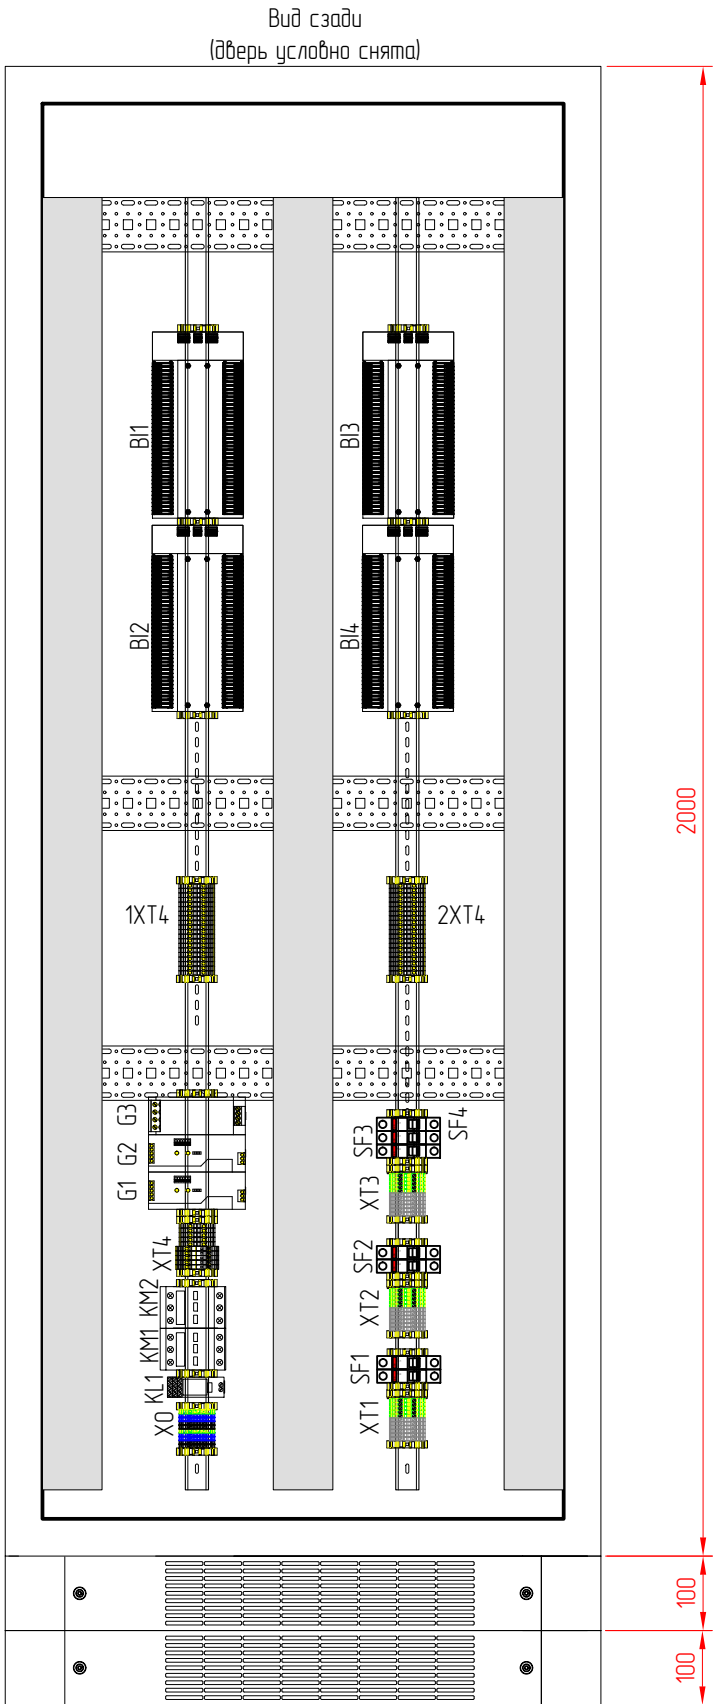 Вид сзади
(дверь условно снята)
BI1
BI3
BI2
BI4
2000
1XT4
2XT4
G3
G2
G1
SF3
SF4
XT3
XT4
SF2
KM2
XT2
KM1
SF1
KL1
XT1
X0
100
100